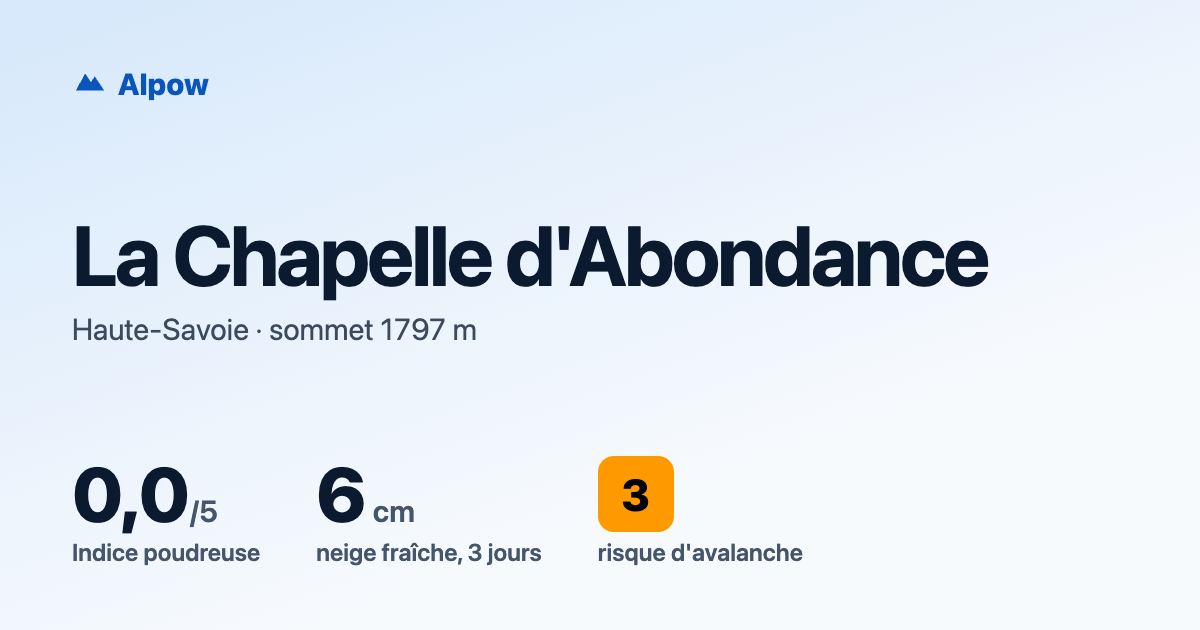 Alpow
La Chapelle d'Abondance
Haute-Savoie · sommet 1797 m
0,0/5
Indice poudreuse
6 cm
neige fraîche, 3 jours
3
risque d'avalanche